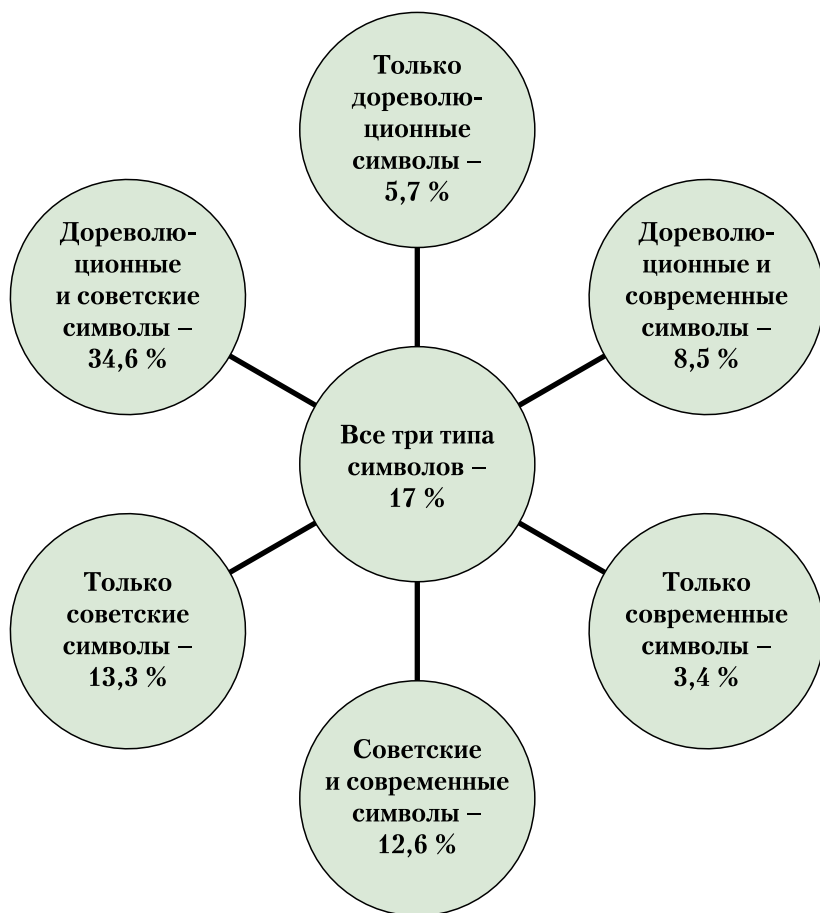 Только
дореволю-
ционные
символы –
5,7 %
Дореволю-
ционные
и советские
символы –
34,6 %
Дореволю-
ционные и
современные
символы –
8,5 %
Все три типа
символов –
17 %
Только
советские
символы –
13,3 %
Только
современные
символы –
3,4 %
Советские
и современные
символы –
12,6 %